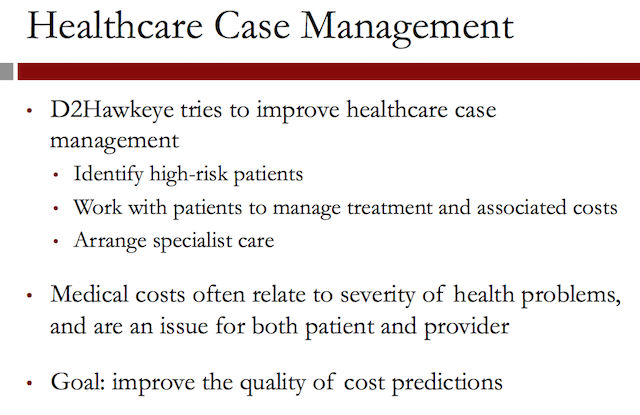 Healthcare Case Management
• D2Hawkeye tries to improve healthcare case
management
• Identify high-risk patients
• Work with patients to manage treatment and associated costs
• Arrange specialist care
• Medical costs often relate to severity of health problems,
and are an issue for both patient and provider
• Goal: improve the quality of cost predictions